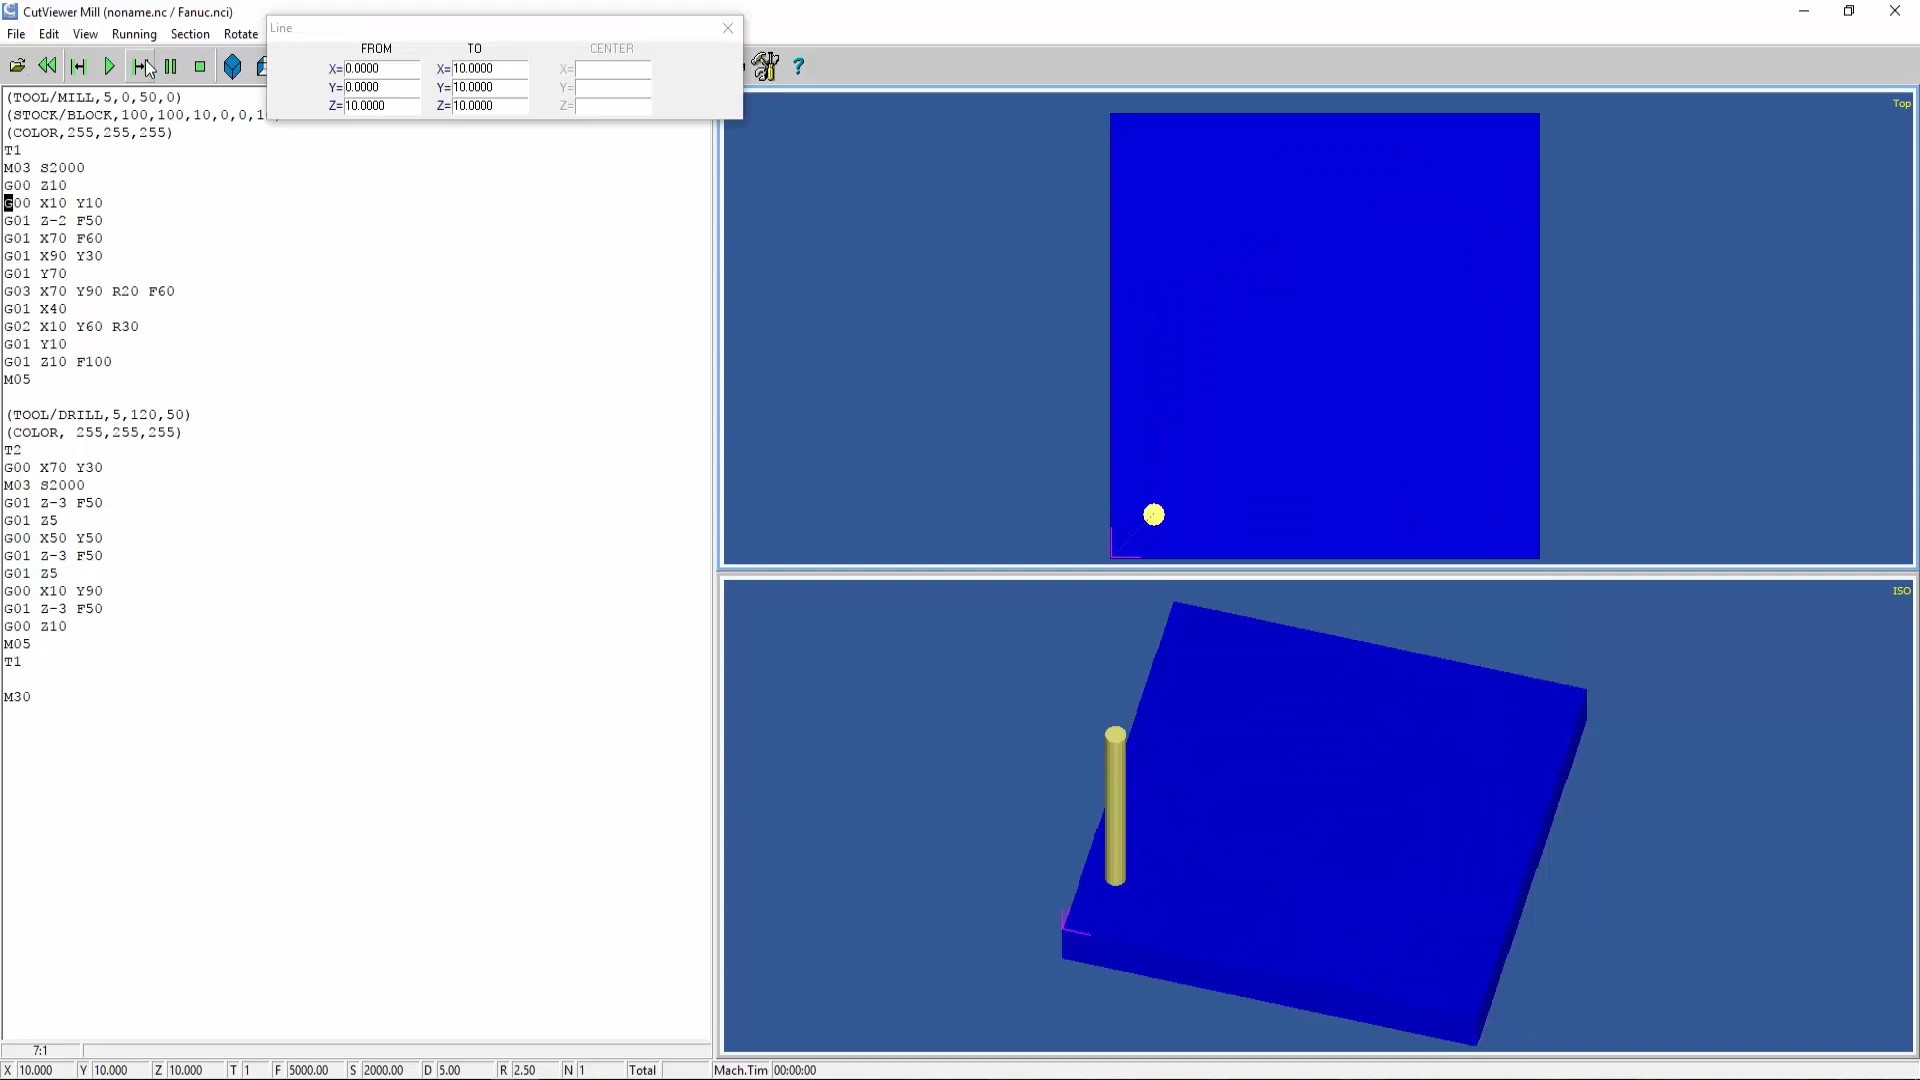 CutViewer Mill (noname.nc / Fanuc.nci)
File Edit View Running Section Rotate
Line
FROM TO CENTER
X= 0.0000 X= 10.0000 X=
Y= 0.0000 Y= 10.0000 Y=
Z= 10.0000 Z= 10.0000 Z=
?
(TOOL/MILL,5,0,50,0)
(STOCK/BLOCK,100,100,10,0,0,1
(COLOR,255,255,255)
T1
M03 S2000
G00 Z10
G00 X10 Y10
G01 Z-2 F50
G01 X70 F60
G01 X90 Y30
G01 Y70
G03 X70 Y90 R20 F60
G01 X40
G02 X10 Y60 R30
G01 Y10
G01 Z10 F100
M05
(TOOL/DRILL,5,120,50)
(COLOR, 255,255,255)
T2
G00 X70 Y30
M03 S2000
G01 Z-3 F50
G01 Z5
G00 X50 Y50
G01 Z-3 F50
G01 Z5
G00 X10 Y90
G01 Z-3 F50
G00 Z10
M05
T1
M30
Top
ISO
7:1
X 10.000 Y 10.000 Z 10.000 T 1 F 5000.00 S 2000.00 D 5.00 R 2.50 N 1 Total Mach.Tim 00:00:00